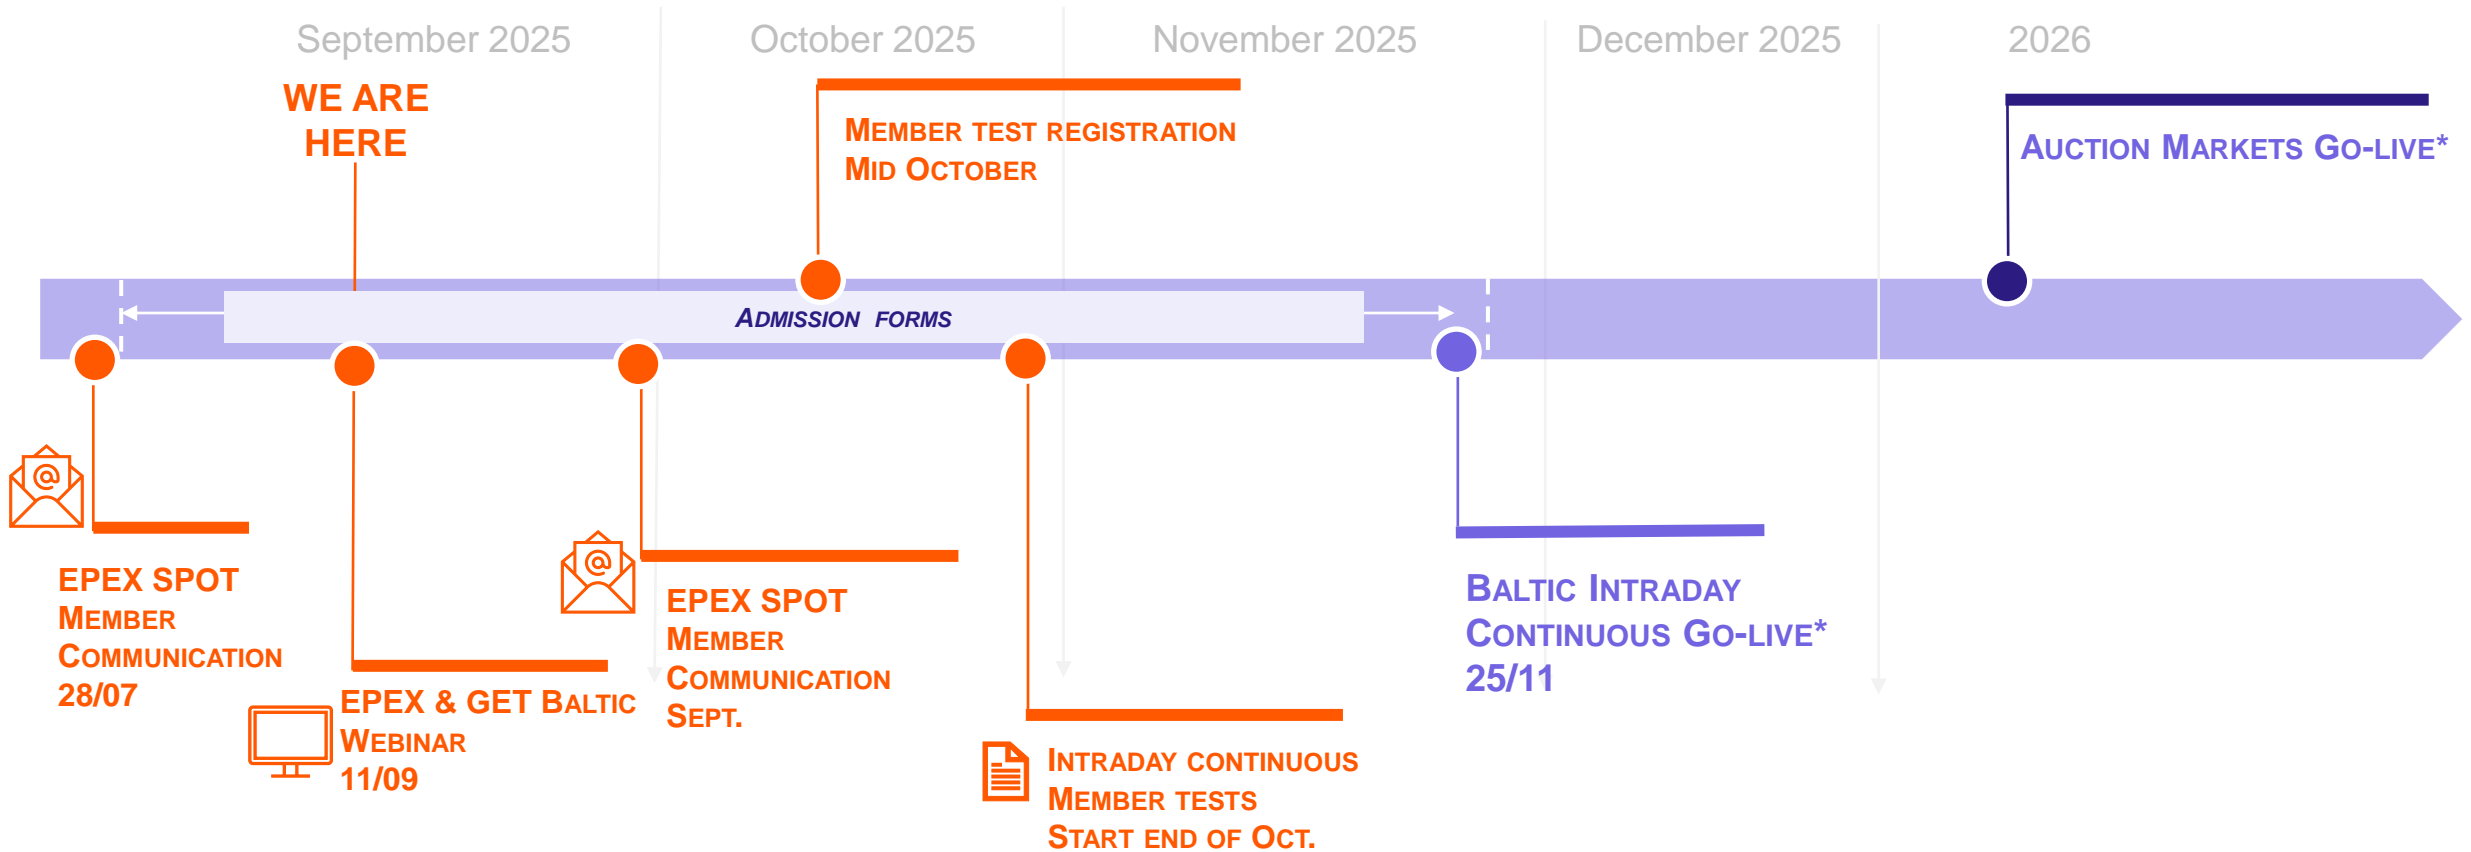 September 2025
October 2025
November 2025
December 2025
2026
WE ARE
HERE
MEMBER TEST REGISTRATION
MID OCTOBER
AUCTION MARKETS GO-LIVE*
ADMISSION FORMS
EPEX SPOT
MEMBER
COMMUNICATION
28/07
EPEX & GET BALTIC
WEBINAR
11/09
EPEX SPOT
MEMBER
COMMUNICATION
SEPT.
INTRADAY CONTINUOUS
MEMBER TESTS
START END OF OCT.
BALTIC INTRADAY
CONTINUOUS GO-LIVE*
25/11